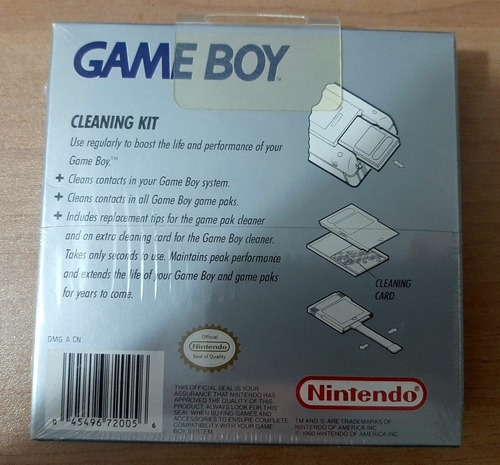 GAME BOY™
CLEANING KIT
Use regularly to boost the life and performance of your
Game Boy.™
+ Cleans contacts in your Game Boy system.
+ Cleans contacts in all Game Boy game paks.
+ Includes replacement tips for the game pak cleaner
and an extra cleaning card for the Game Boy cleaner.
Takes only seconds to use. Maintains peak performance
and extends the life of your Game Boy and game paks
for years to come.
CLEANING
CARD
DMG A CN
Official
Nintendo
Seal of Quality
THIS OFFICIAL SEAL IS YOUR
ASSURANCE THAT NINTENDO HAS
APPROVED THE QUALITY OF THIS
PRODUCT. ALWAYS LOOK FOR THIS
SEAL WHEN BUYING GAMES AND
ACCESSORIES TO ENSURE COMPLETE
COMPATIBILITY WITH YOUR GAME
BOY SYSTEM.
Nintendo®
TM AND ® ARE TRADEMARKS OF
NINTENDO OF AMERICA INC.
© 1990 NINTENDO OF AMERICA INC.
0 45496 72005 6